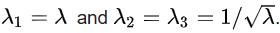 λ₁ = λ and λ₂ = λ₃ = 1/√λ.